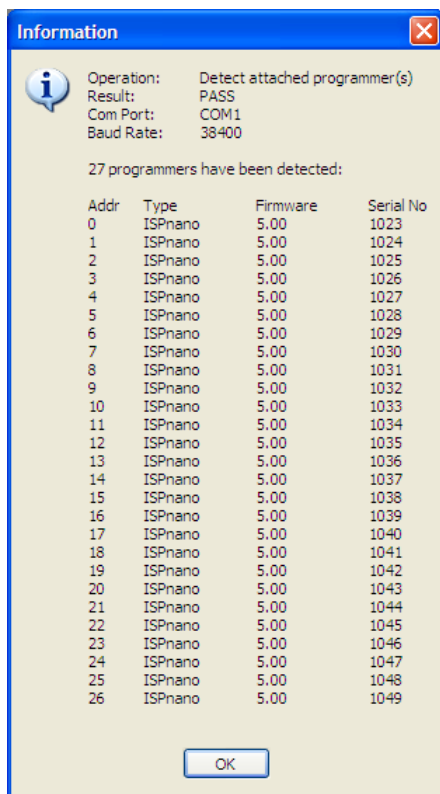 Information
Operation: Detect attached programmer(s)
Result: PASS
Com Port: COM1
Baud Rate: 38400
27 programmers have been detected:
Addr Type Firmware Serial No
0 ISPnano 5.00 1023
1 ISPnano 5.00 1024
2 ISPnano 5.00 1025
3 ISPnano 5.00 1026
4 ISPnano 5.00 1027
5 ISPnano 5.00 1028
6 ISPnano 5.00 1029
7 ISPnano 5.00 1030
8 ISPnano 5.00 1031
9 ISPnano 5.00 1032
10 ISPnano 5.00 1033
11 ISPnano 5.00 1034
12 ISPnano 5.00 1035
13 ISPnano 5.00 1036
14 ISPnano 5.00 1037
15 ISPnano 5.00 1038
16 ISPnano 5.00 1039
17 ISPnano 5.00 1040
18 ISPnano 5.00 1041
19 ISPnano 5.00 1042
20 ISPnano 5.00 1043
21 ISPnano 5.00 1044
22 ISPnano 5.00 1045
23 ISPnano 5.00 1046
24 ISPnano 5.00 1047
25 ISPnano 5.00 1048
26 ISPnano 5.00 1049
OK